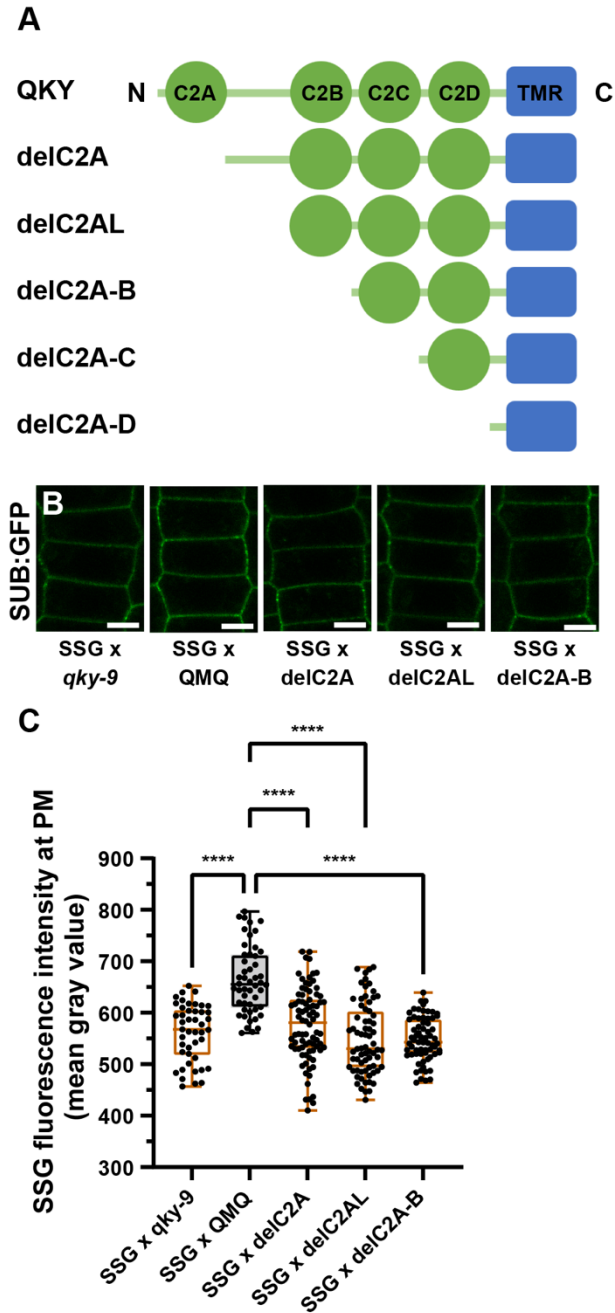 A
QKY N C2A C2B C2C C2D TMR C
delC2A
delC2AL
delC2A-B
delC2A-C
delC2A-D
B
SUB:GFP
SSG x qky-9
SSG x QMQ
SSG x delC2A
SSG x delC2AL
SSG x delC2A-B
C
****
****
**** ****
SSG fluorescence intensity at PM
(mean gray value)
900
800
700
600
500
400
300
SSG x qky-9
SSG x QMQ
SSG x delC2A
SSG x delC2AL
SSG x delC2A-B